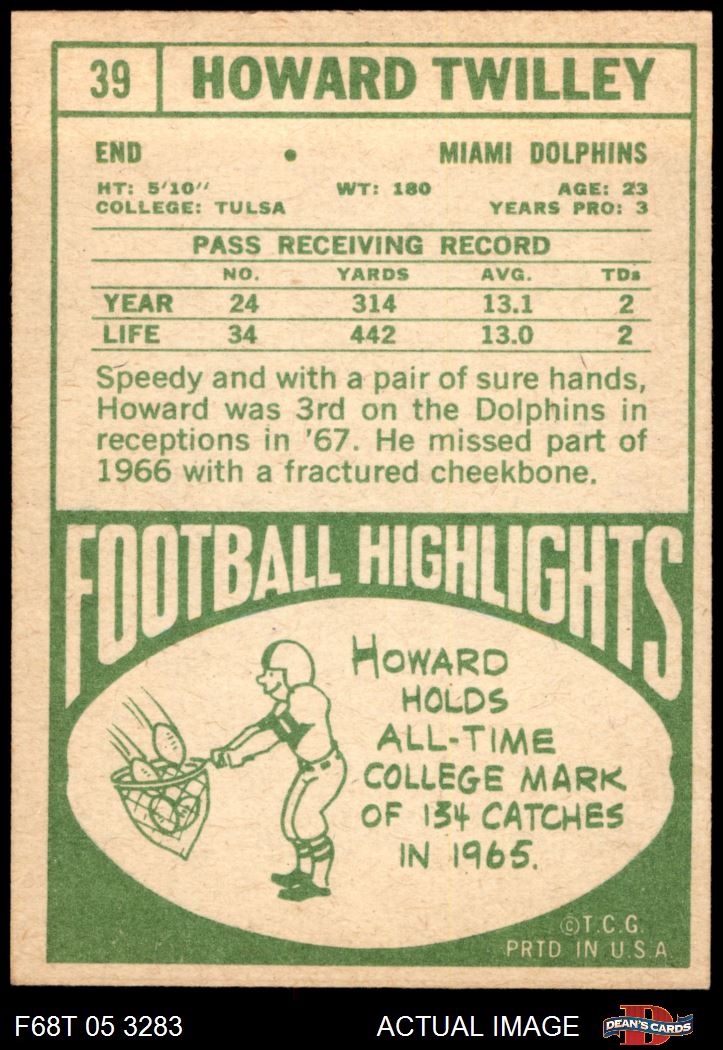 39 HOWARD TWILLEY
END • MIAMI DOLPHINS
HT: 5'10" WT: 180 AGE: 23
COLLEGE: TULSA YEARS PRO: 3
PASS RECEIVING RECORD
NO. YARDS AVG. TDs
YEAR 24 314 13.1 2
LIFE 34 442 13.0 2
Speedy and with a pair of sure hands,
Howard was 3rd on the Dolphins in
receptions in '67. He missed part of
1966 with a fractured cheekbone.
FOOTBALL HIGHLIGHTS
HOWARD
HOLDS
ALL-TIME
COLLEGE MARK
OF 134 CATCHES
IN 1965.
©T.C.G.
PRTD IN U.S.A.
F68T 05 3283 ACTUAL IMAGE D DEAN'S CARDS